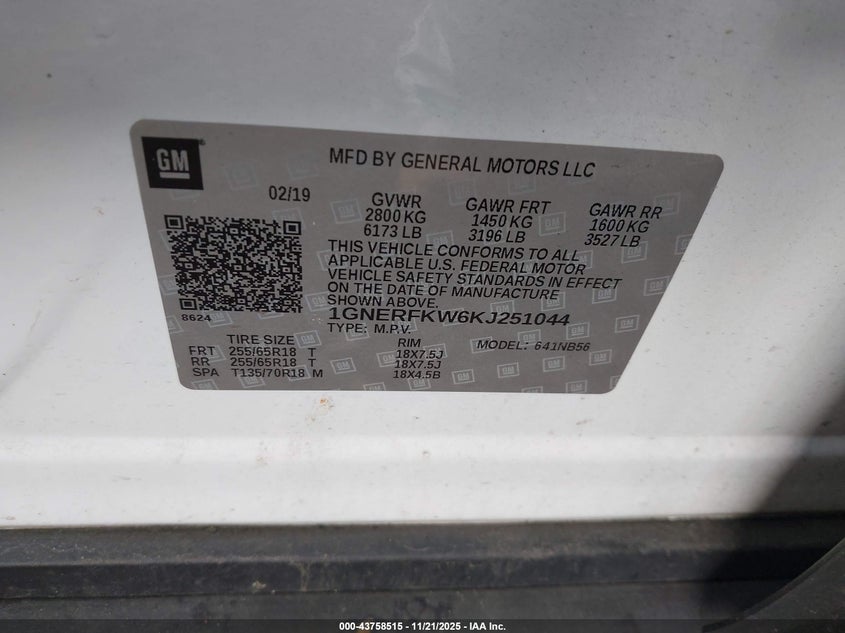 GM
MFD BY GENERAL MOTORS LLC
02/19
GVWR GAWR FRT GAWR RR
2800 KG 1450 KG 1600 KG
6173 LB 3196 LB 3527 LB
THIS VEHICLE CONFORMS TO ALL
APPLICABLE U.S. FEDERAL MOTOR
VEHICLE SAFETY STANDARDS IN EFFECT
ON THE DATE OF MANUFACTURE
SHOWN ABOVE.
8624
1GNERFKW6KJ251044
TYPE: M.P.V.
MODEL: 641NB56
TIRE SIZE RIM
FRT 255/65R18 T 18X7.5J
RR 255/65R18 T 18X7.5J
SPA T135/70R18 M 18X4.5B
000-43758515 - 11/21/2025 - IAA Inc.